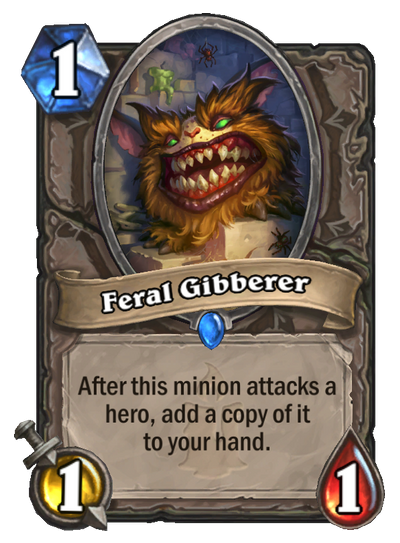 1
Feral Gibberer
After this minion attacks a
hero, add a copy of it
to your hand.
1
1